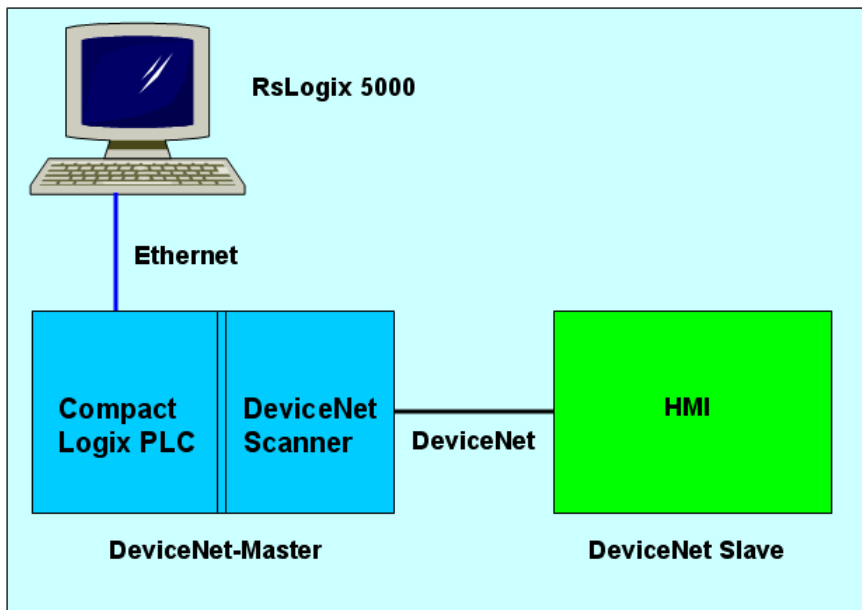 RsLogix 5000
Ethernet
Compact
Logix PLC
DeviceNet
Scanner
DeviceNet
HMI
DeviceNet-Master
DeviceNet Slave